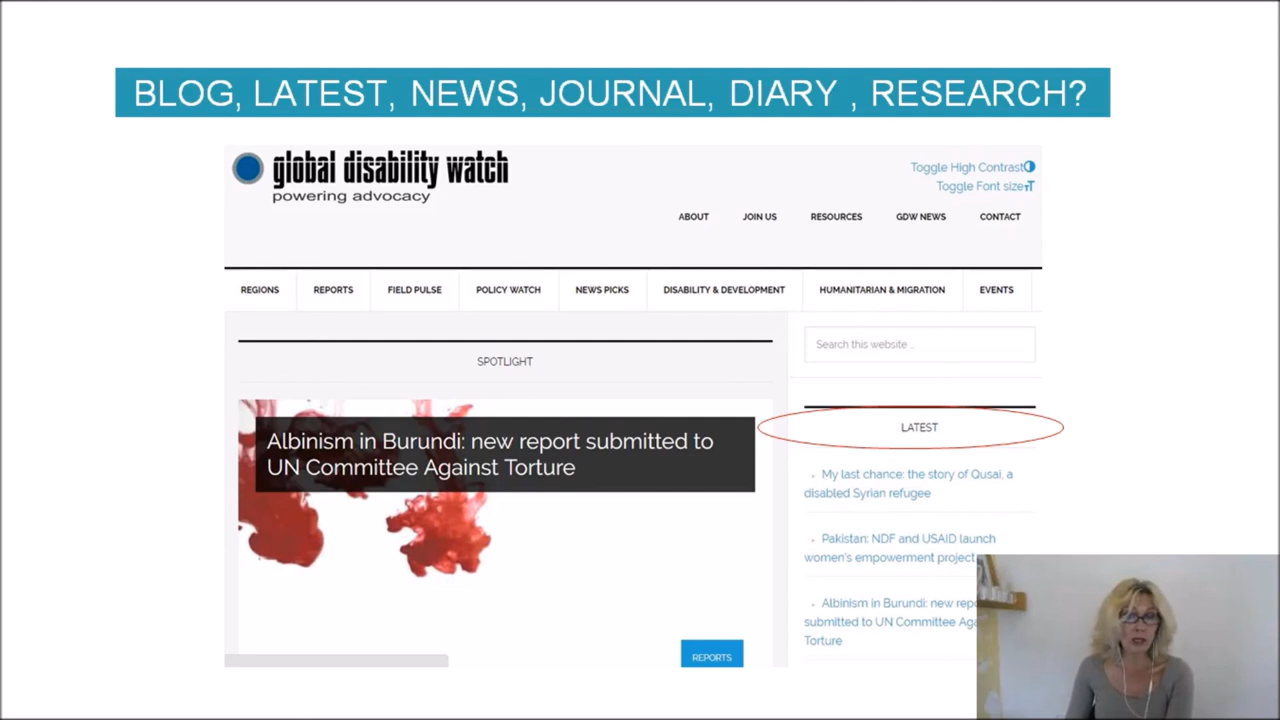 BLOG, LATEST, NEWS, JOURNAL, DIARY , RESEARCH?
global disability watch
powering advocacy
Toggle High Contrast
Toggle Font size
ABOUT JOIN US RESOURCES GDW NEWS CONTACT
REGIONS REPORTS FIELD PULSE POLICY WATCH NEWS PICKS DISABILITY & DEVELOPMENT HUMANITARIAN & MIGRATION EVENTS
SPOTLIGHT
Albinism in Burundi: new report submitted to
UN Committee Against Torture
REPORTS
Search this website ...
LATEST
My last chance: the story of Qusai, a
disabled Syrian refugee
Pakistan: NDF and USAID launch
women's empowerment project
Albinism in Burundi: new
submitted to UN Committee
Torture